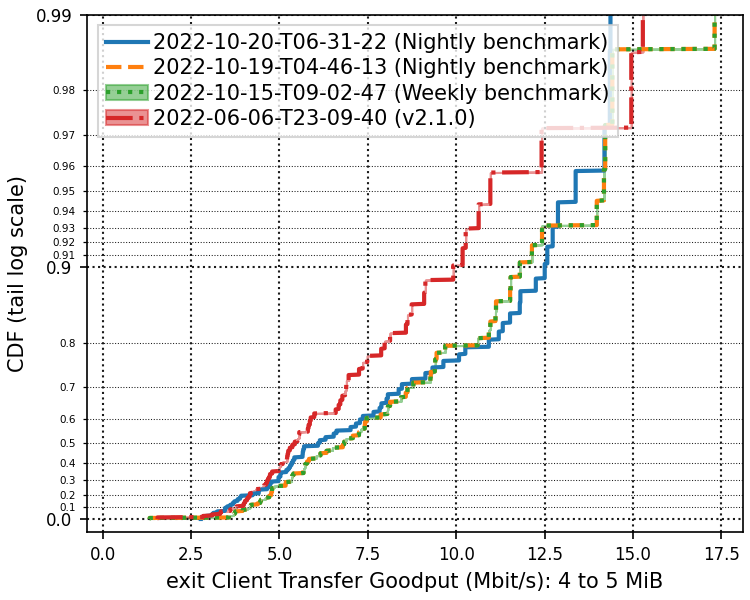 0.99
2022-10-20-T06-31-22 (Nightly benchmark)
2022-10-19-T04-46-13 (Nightly benchmark)
2022-10-15-T09-02-47 (Weekly benchmark)
2022-06-06-T23-09-40 (v2.1.0)
0.98
0.97
0.96
0.95
0.94
0.93
0.92
0.91
0.9
0.8
0.7
0.6
0.5
0.4
0.3
0.2
0.1
0.0
CDF (tail log scale)
0.0 2.5 5.0 7.5 10.0 12.5 15.0 17.5
exit Client Transfer Goodput (Mbit/s): 4 to 5 MiB